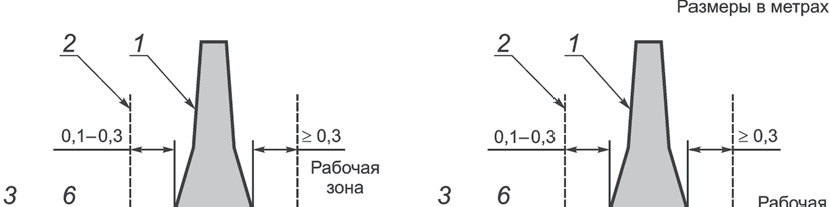 Размеры в метрах
2 1 2 1
0,1–0,3 ≥ 0,3 0,1–0,3 ≥ 0,3
Рабочая
зона
3 6 3 6 Рабочая